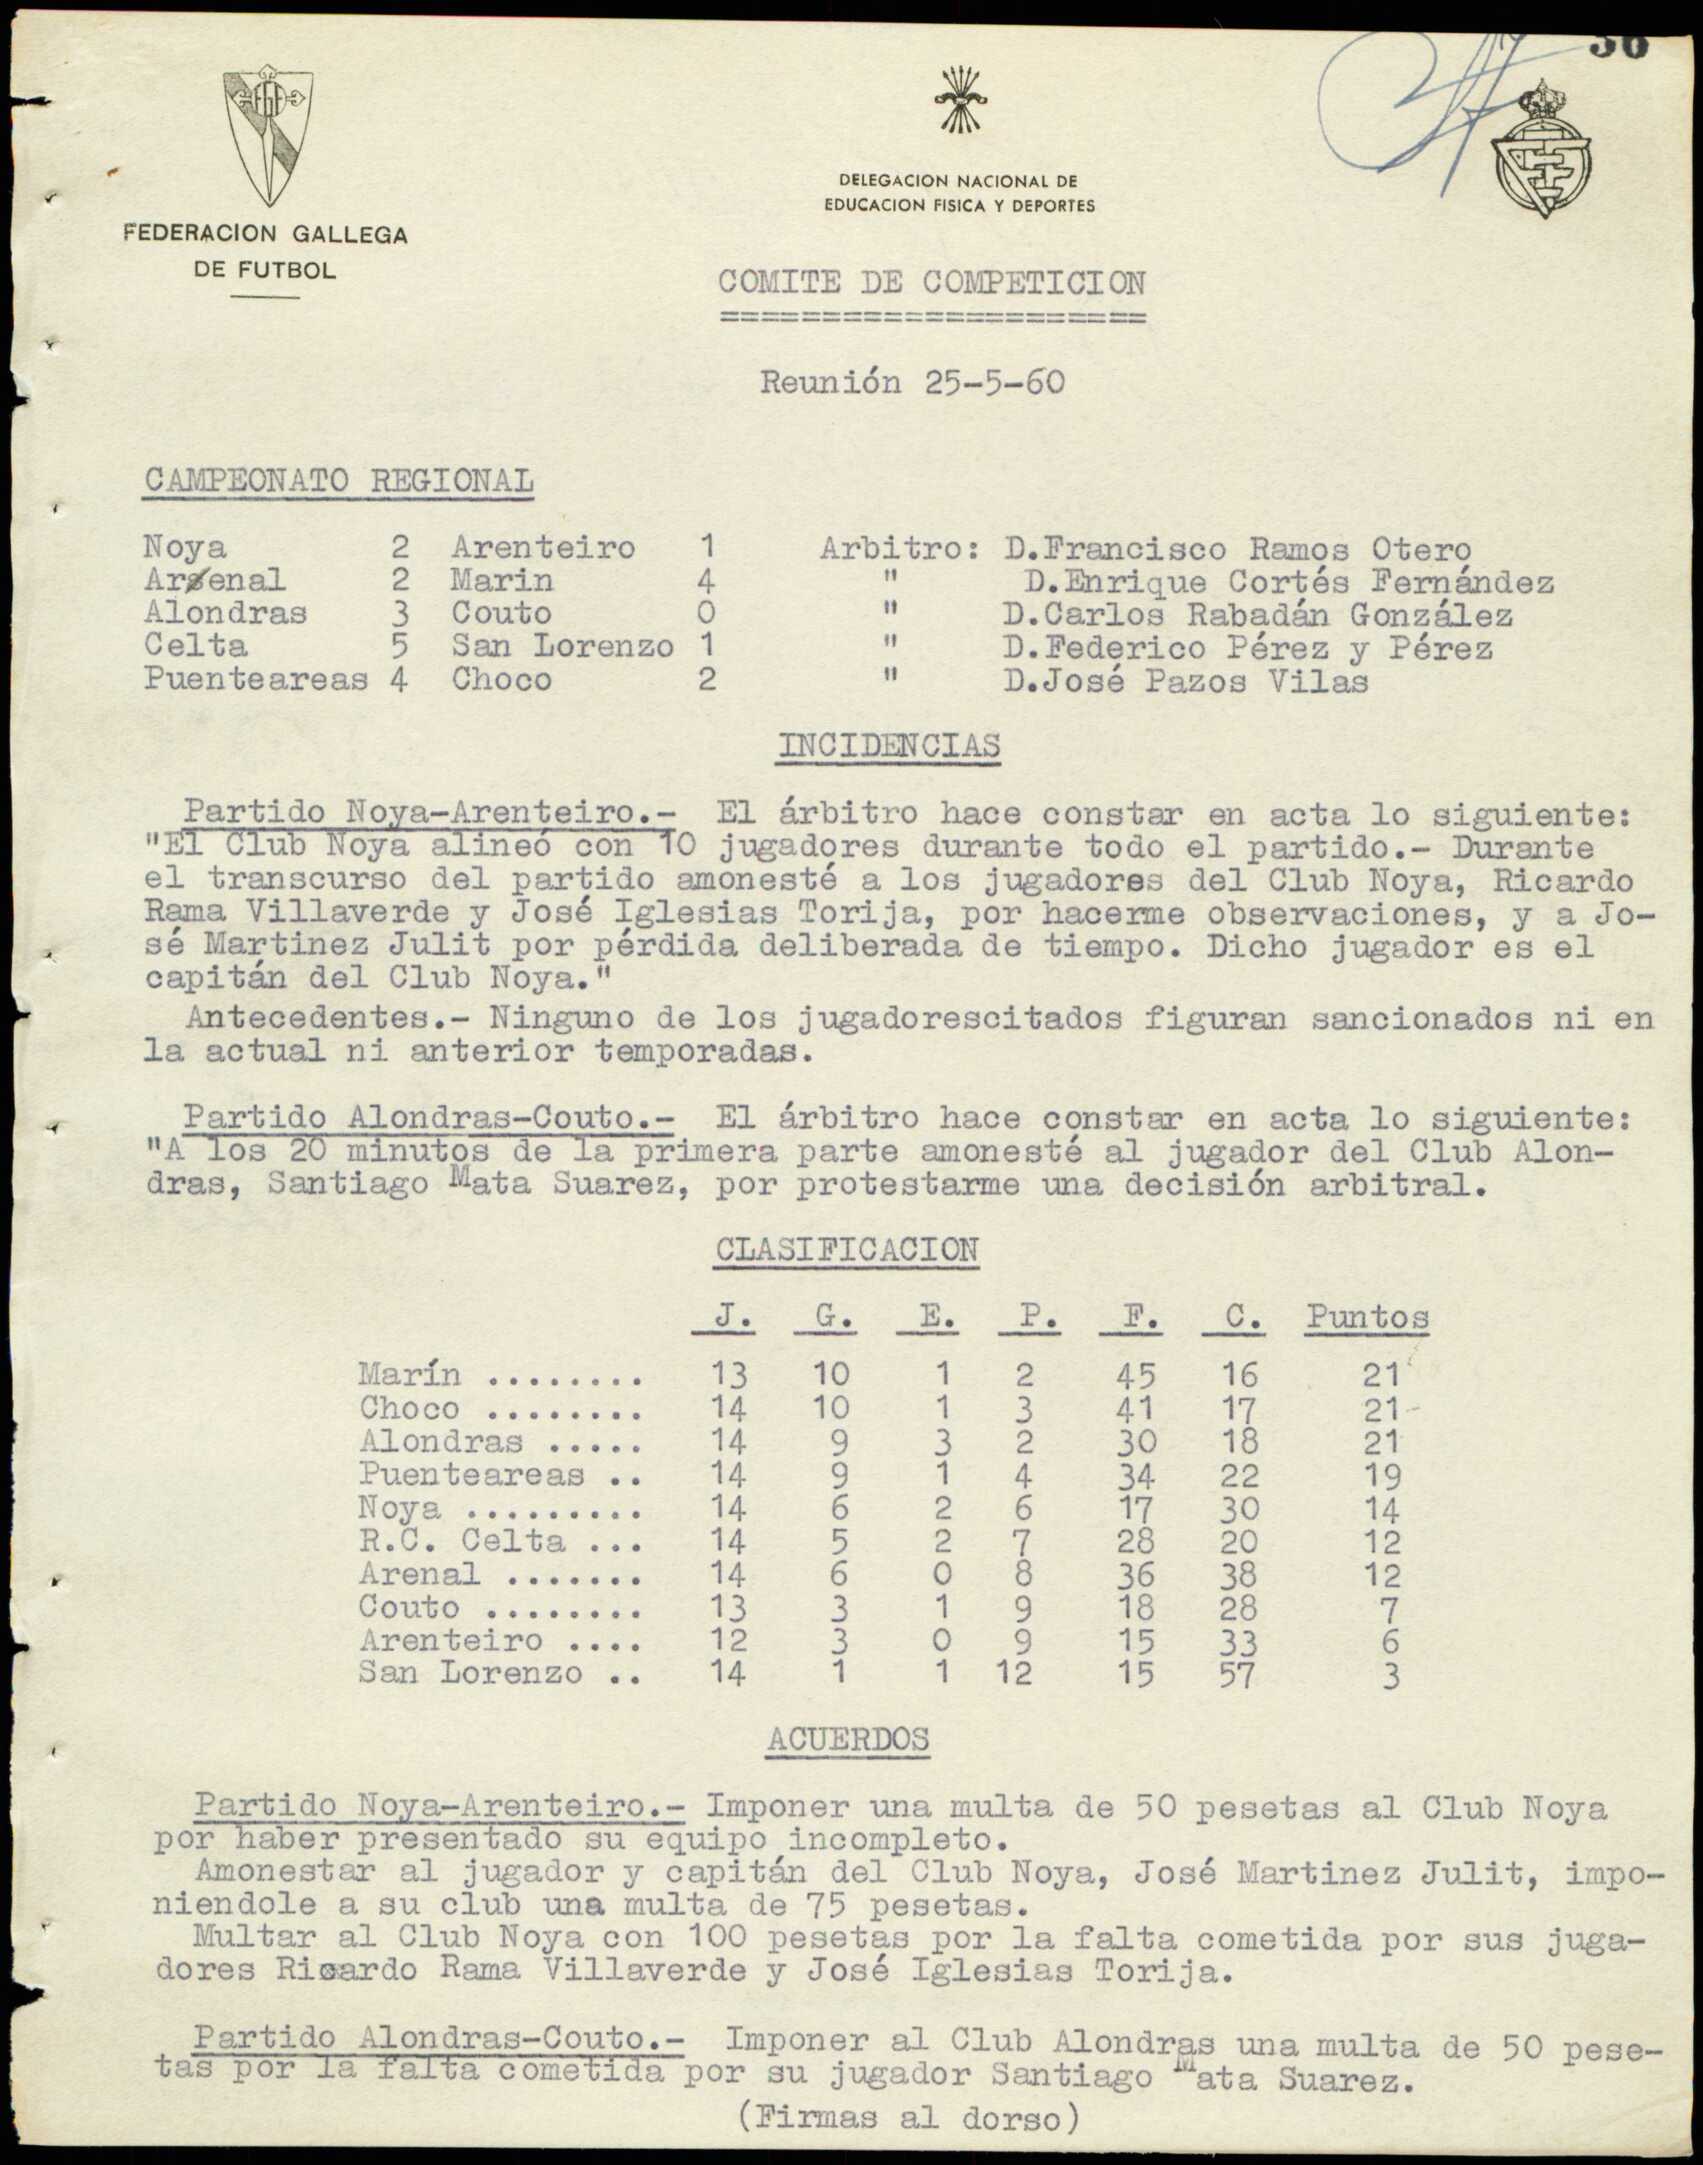 36
FGF
FEDERACION GALLEGA
DE FUTBOL
DELEGACION NACIONAL DE
EDUCACION FISICA Y DEPORTES
COMITE DE COMPETICION
=====================
Reunión 25-5-60
CAMPEONATO REGIONAL
Noya 2 Arenteiro 1 Arbitro: D.Francisco Ramos Otero
Arsenal 2 Marin 4 " D.Enrique Cortés Fernández
Alondras 3 Couto 0 " D.Carlos Rabadán González
Celta 5 San Lorenzo 1 " D.Federico Pérez y Pérez
Puenteareas 4 Choco 2 " D.José Pazos Vilas
INCIDENCIAS
Partido Noya-Arenteiro.- El árbitro hace constar en acta lo siguiente:
"El Club Noya alineó con 10 jugadores durante todo el partido.- Durante
el transcurso del partido amonesté a los jugadores del Club Noya, Ricardo
Rama Villaverde y José Iglesias Torija, por hacerme observaciones, y a Jo-
sé Martinez Julit por pérdida deliberada de tiempo. Dicho jugador es el
capitán del Club Noya."
Antecedentes.- Ninguno de los jugadorescitados figuran sancionados ni en
la actual ni anterior temporadas.
Partido Alondras-Couto.- El árbitro hace constar en acta lo siguiente:
"A los 20 minutos de la primera parte amonesté al jugador del Club Alon-
dras, Santiago Mata Suarez, por protestarme una decisión arbitral.
CLASIFICACION
J. G. E. P. F. C. Puntos
Marín ........ 13 10 1 2 45 16 21
Choco ........ 14 10 1 3 41 17 21
Alondras ..... 14 9 3 2 30 18 21
Puenteareas .. 14 9 1 4 34 22 19
Noya ......... 14 6 2 6 17 30 14
R.C. Celta ... 14 5 2 7 28 20 12
Arenal ....... 14 6 0 8 36 38 12
Couto ........ 13 3 1 9 18 28 7
Arenteiro .... 12 3 0 9 15 33 6
San Lorenzo .. 14 1 1 12 15 57 3
ACUERDOS
Partido Noya-Arenteiro.- Imponer una multa de 50 pesetas al Club Noya
por haber presentado su equipo incompleto.
Amonestar al jugador y capitán del Club Noya, José Martinez Julit, impo-
niendole a su club una multa de 75 pesetas.
Multar al Club Noya con 100 pesetas por la falta cometida por sus juga-
dores Ricardo Rama Villaverde y José Iglesias Torija.
Partido Alondras-Couto.- Imponer al Club Alondras una multa de 50 pese-
tas por la falta cometida por su jugador Santiago Mata Suarez.
(Firmas al dorso)